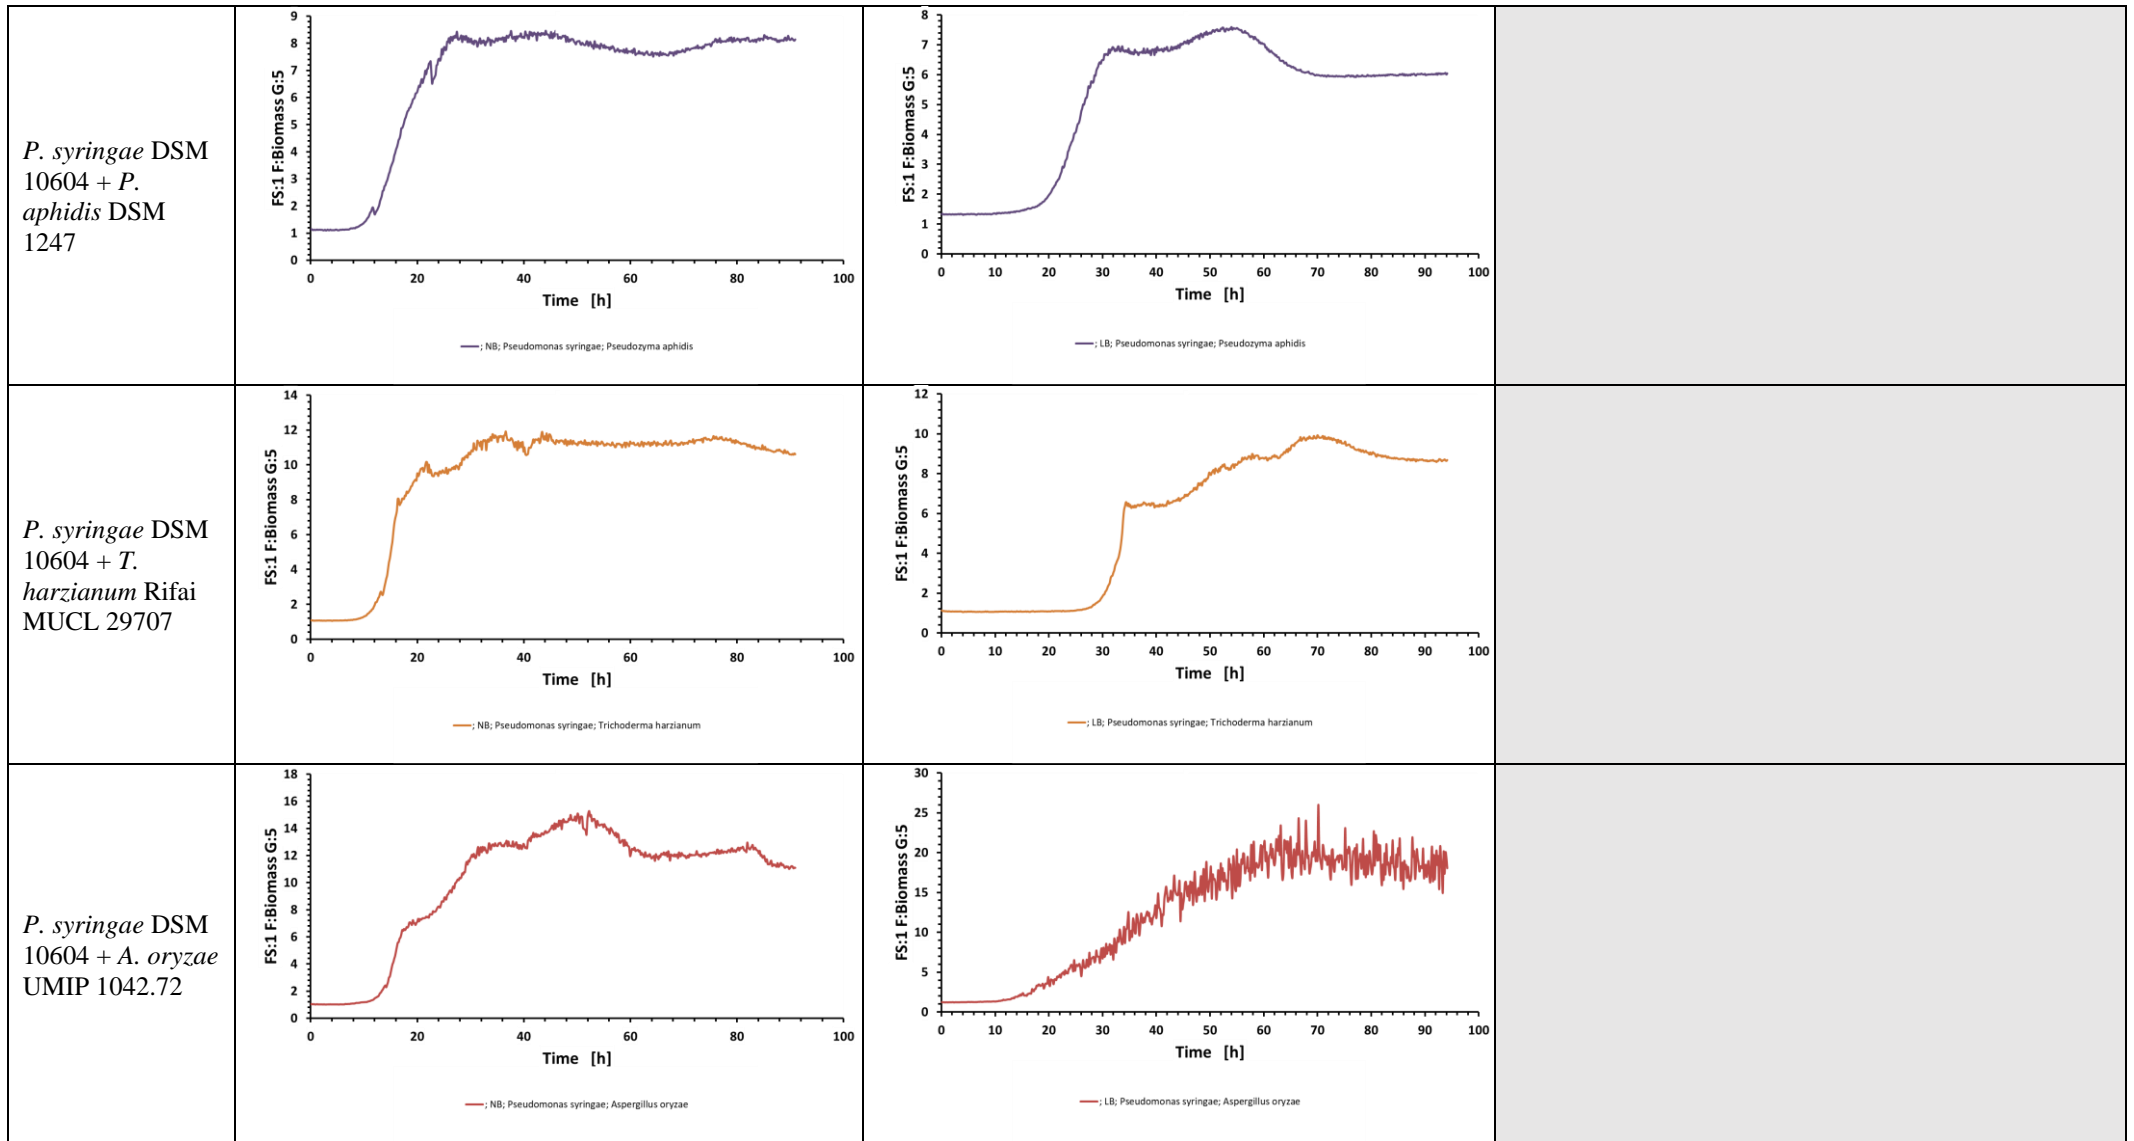 P. syringae DSM
10604 + P.
aphidis DSM
1247
FS:1 F:Biomass G:5
9
8
7
6
5
4
3
2
1
0
0 20 40 60 80 100
Time [h]
; NB; Pseudomonas syringae; Pseudozyma aphidis
FS:1 F:Biomass G:5
8
7
6
5
4
3
2
1
0
0 10 20 30 40 50 60 70 80 90 100
Time [h]
; LB; Pseudomonas syringae; Pseudozyma aphidis
P. syringae DSM
10604 + T.
harzianum Rifai
MUCL 29707
FS:1 F:Biomass G:5
14
12
10
8
6
4
2
0
0 20 40 60 80 100
Time [h]
; NB; Pseudomonas syringae; Trichoderma harzianum
FS:1 F:Biomass G:5
12
10
8
6
4
2
0
0 10 20 30 40 50 60 70 80 90 100
Time [h]
; LB; Pseudomonas syringae; Trichoderma harzianum
P. syringae DSM
10604 + A. oryzae
UMIP 1042.72
FS:1 F:Biomass G:5
18
16
14
12
10
8
6
4
2
0
0 20 40 60 80 100
Time [h]
; NB; Pseudomonas syringae; Aspergillus oryzae
FS:1 F:Biomass G:5
30
25
20
15
10
5
0
0 10 20 30 40 50 60 70 80 90 100
Time [h]
; LB; Pseudomonas syringae; Aspergillus oryzae